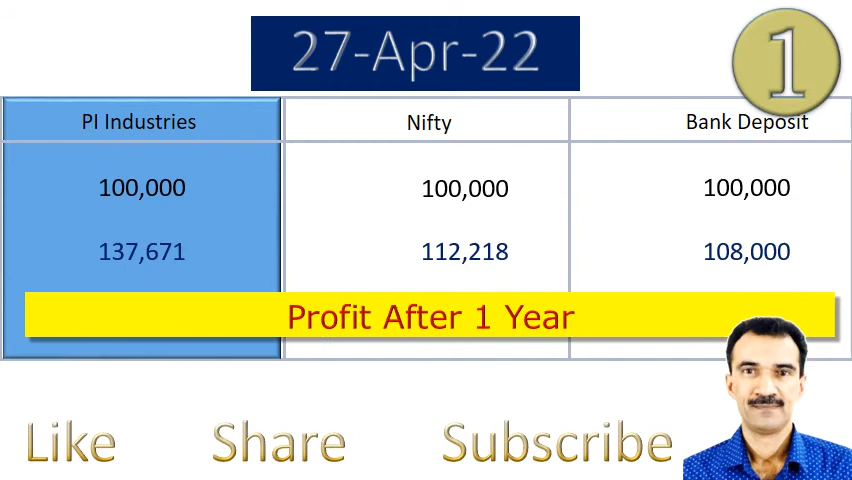 27-Apr-22
1
PI Industries Nifty Bank Deposit
100,000 100,000 100,000
137,671 112,218 108,000
Profit After 1 Year
Like Share Subscribe